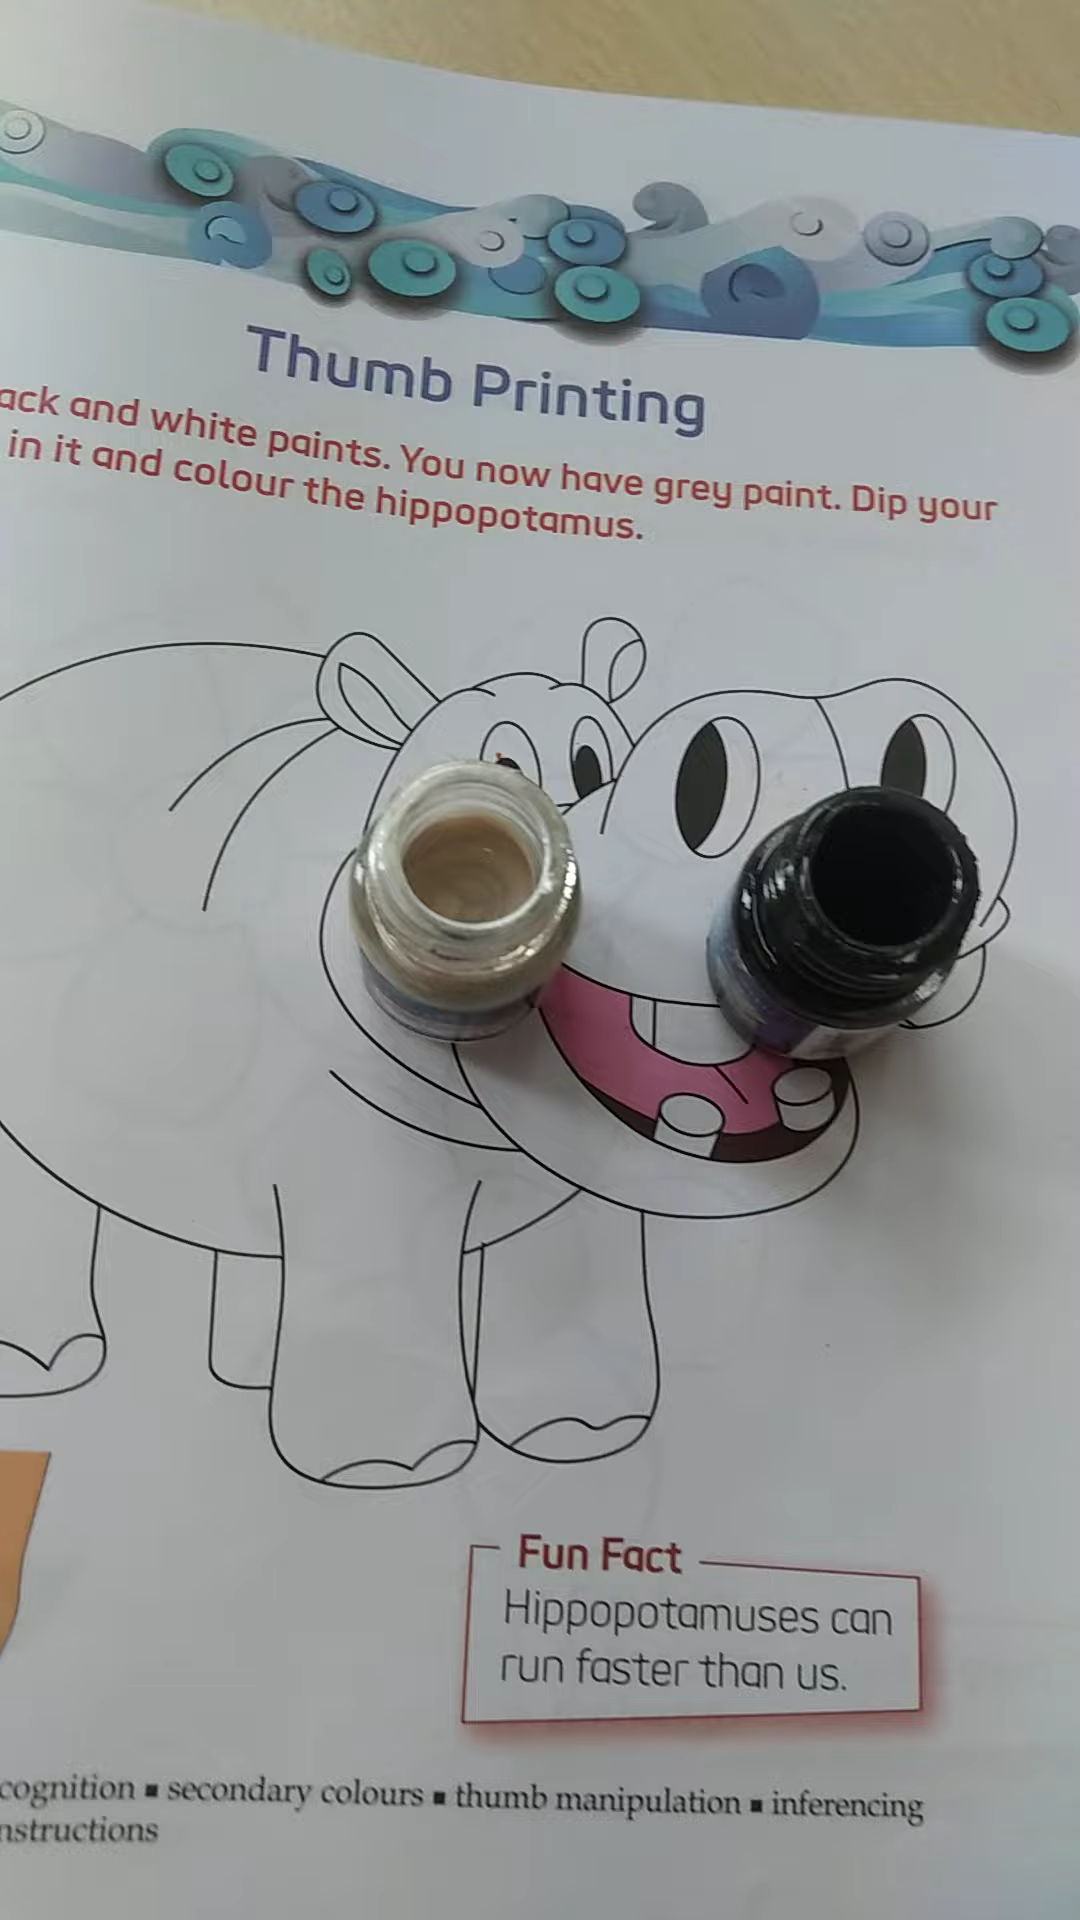 Thumb Printing
ack and white paints. You now have grey paint. Dip your
in it and colour the hippopotamus.
Fun Fact
Hippopotamuses can
run faster than us.
cognition ▪ secondary colours ▪ thumb manipulation ▪ inferencing
nstructions